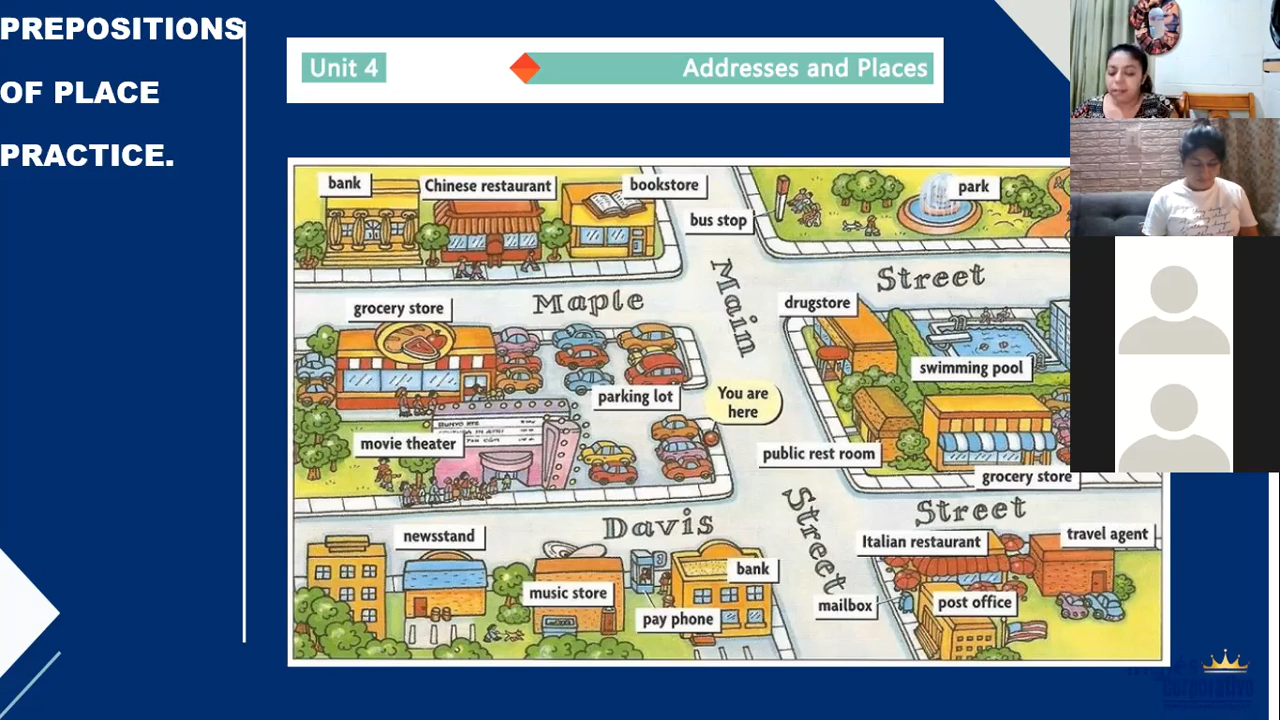 PREPOSITIONS
OF PLACE
PRACTICE.
Unit 4
Addresses and Places
bank
Chinese restaurant
bookstore
bus stop
park
Maple
Main
Street
grocery store
drugstore
swimming pool
parking lot
You are
here
movie theater
public rest room
grocery store
Davis
Street
Street
newsstand
music store
pay phone
bank
Italian restaurant
travel agent
mailbox
post office